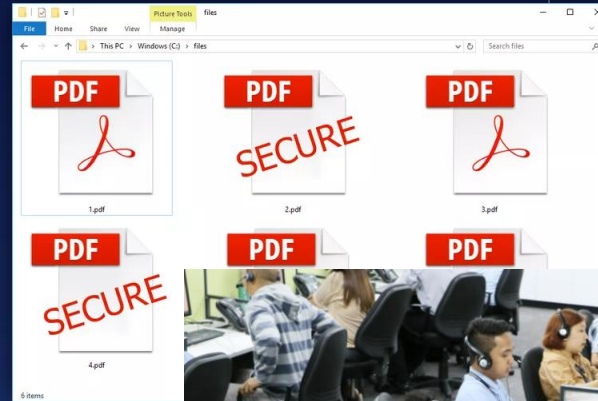 Picture Tools files
File Home Share View Manage
This PC > Windows (C:) > files
Search files
PDF PDF PDF
SECURE
1.pdf 2.pdf 3.pdf
PDF PDF PDF
SECURE
4.pdf
6 items